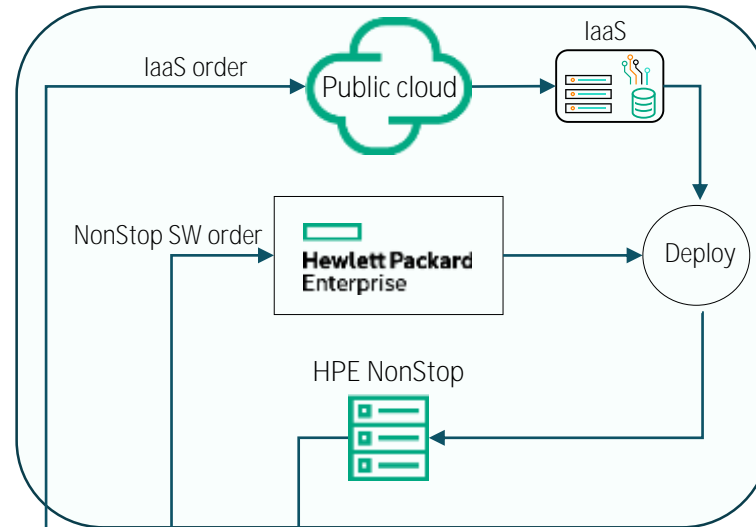 IaaS
IaaS order
Public cloud
NonStop SW order
Hewlett Packard
Enterprise
Deploy
HPE NonStop